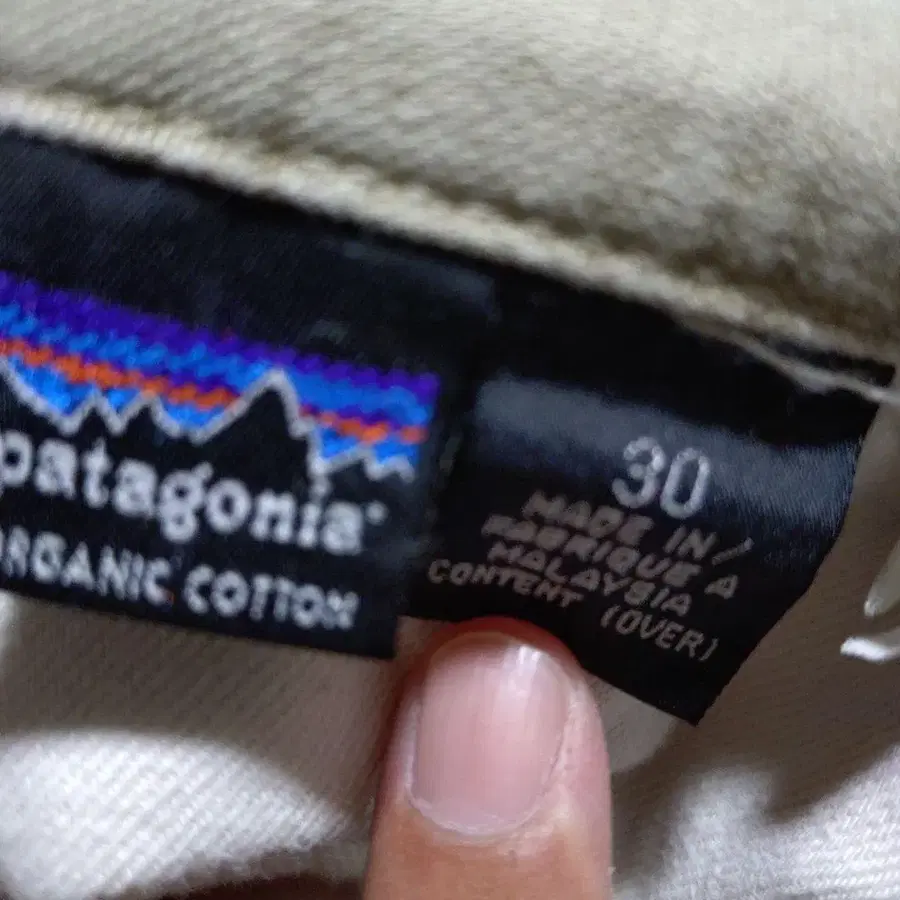 patagonia®
ORGANIC COTTON
30
MADE IN/
FABRIQUE A
MALAYSIA
CONTENT (OVER)